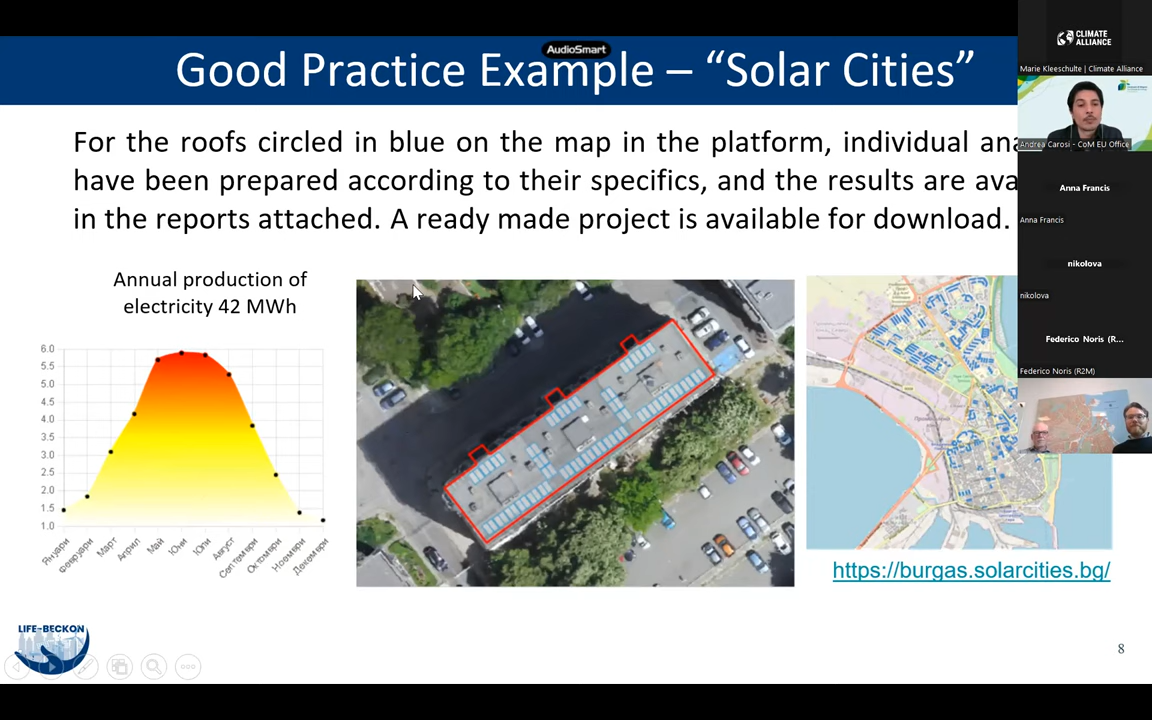 AudioSmart
Good Practice Example – “Solar Cities”
For the roofs circled in blue on the map in the platform, individual ana
have been prepared according to their specifics, and the results are ava
in the reports attached. A ready made project is available for download.
Annual production of
electricity 42 MWh
6.0
5.5
5.0
4.5
4.0
3.5
3.0
2.5
2.0
1.5
1.0
Януари
Февруари
Март
Април
Май
Юни
Юли
Август
Септември
Октомври
Ноември
Декември
https://burgas.solarcities.bg/
LIFE-BECKON
8
CLIMATE
ALLIANCE
Marie Kleeschulte | Climate Alliance
Andrea Carosi - CoM EU Office
Anna Francis
Anna Francis
nikolova
nikolova
Federico Noris (R...
Federico Noris (R2M)